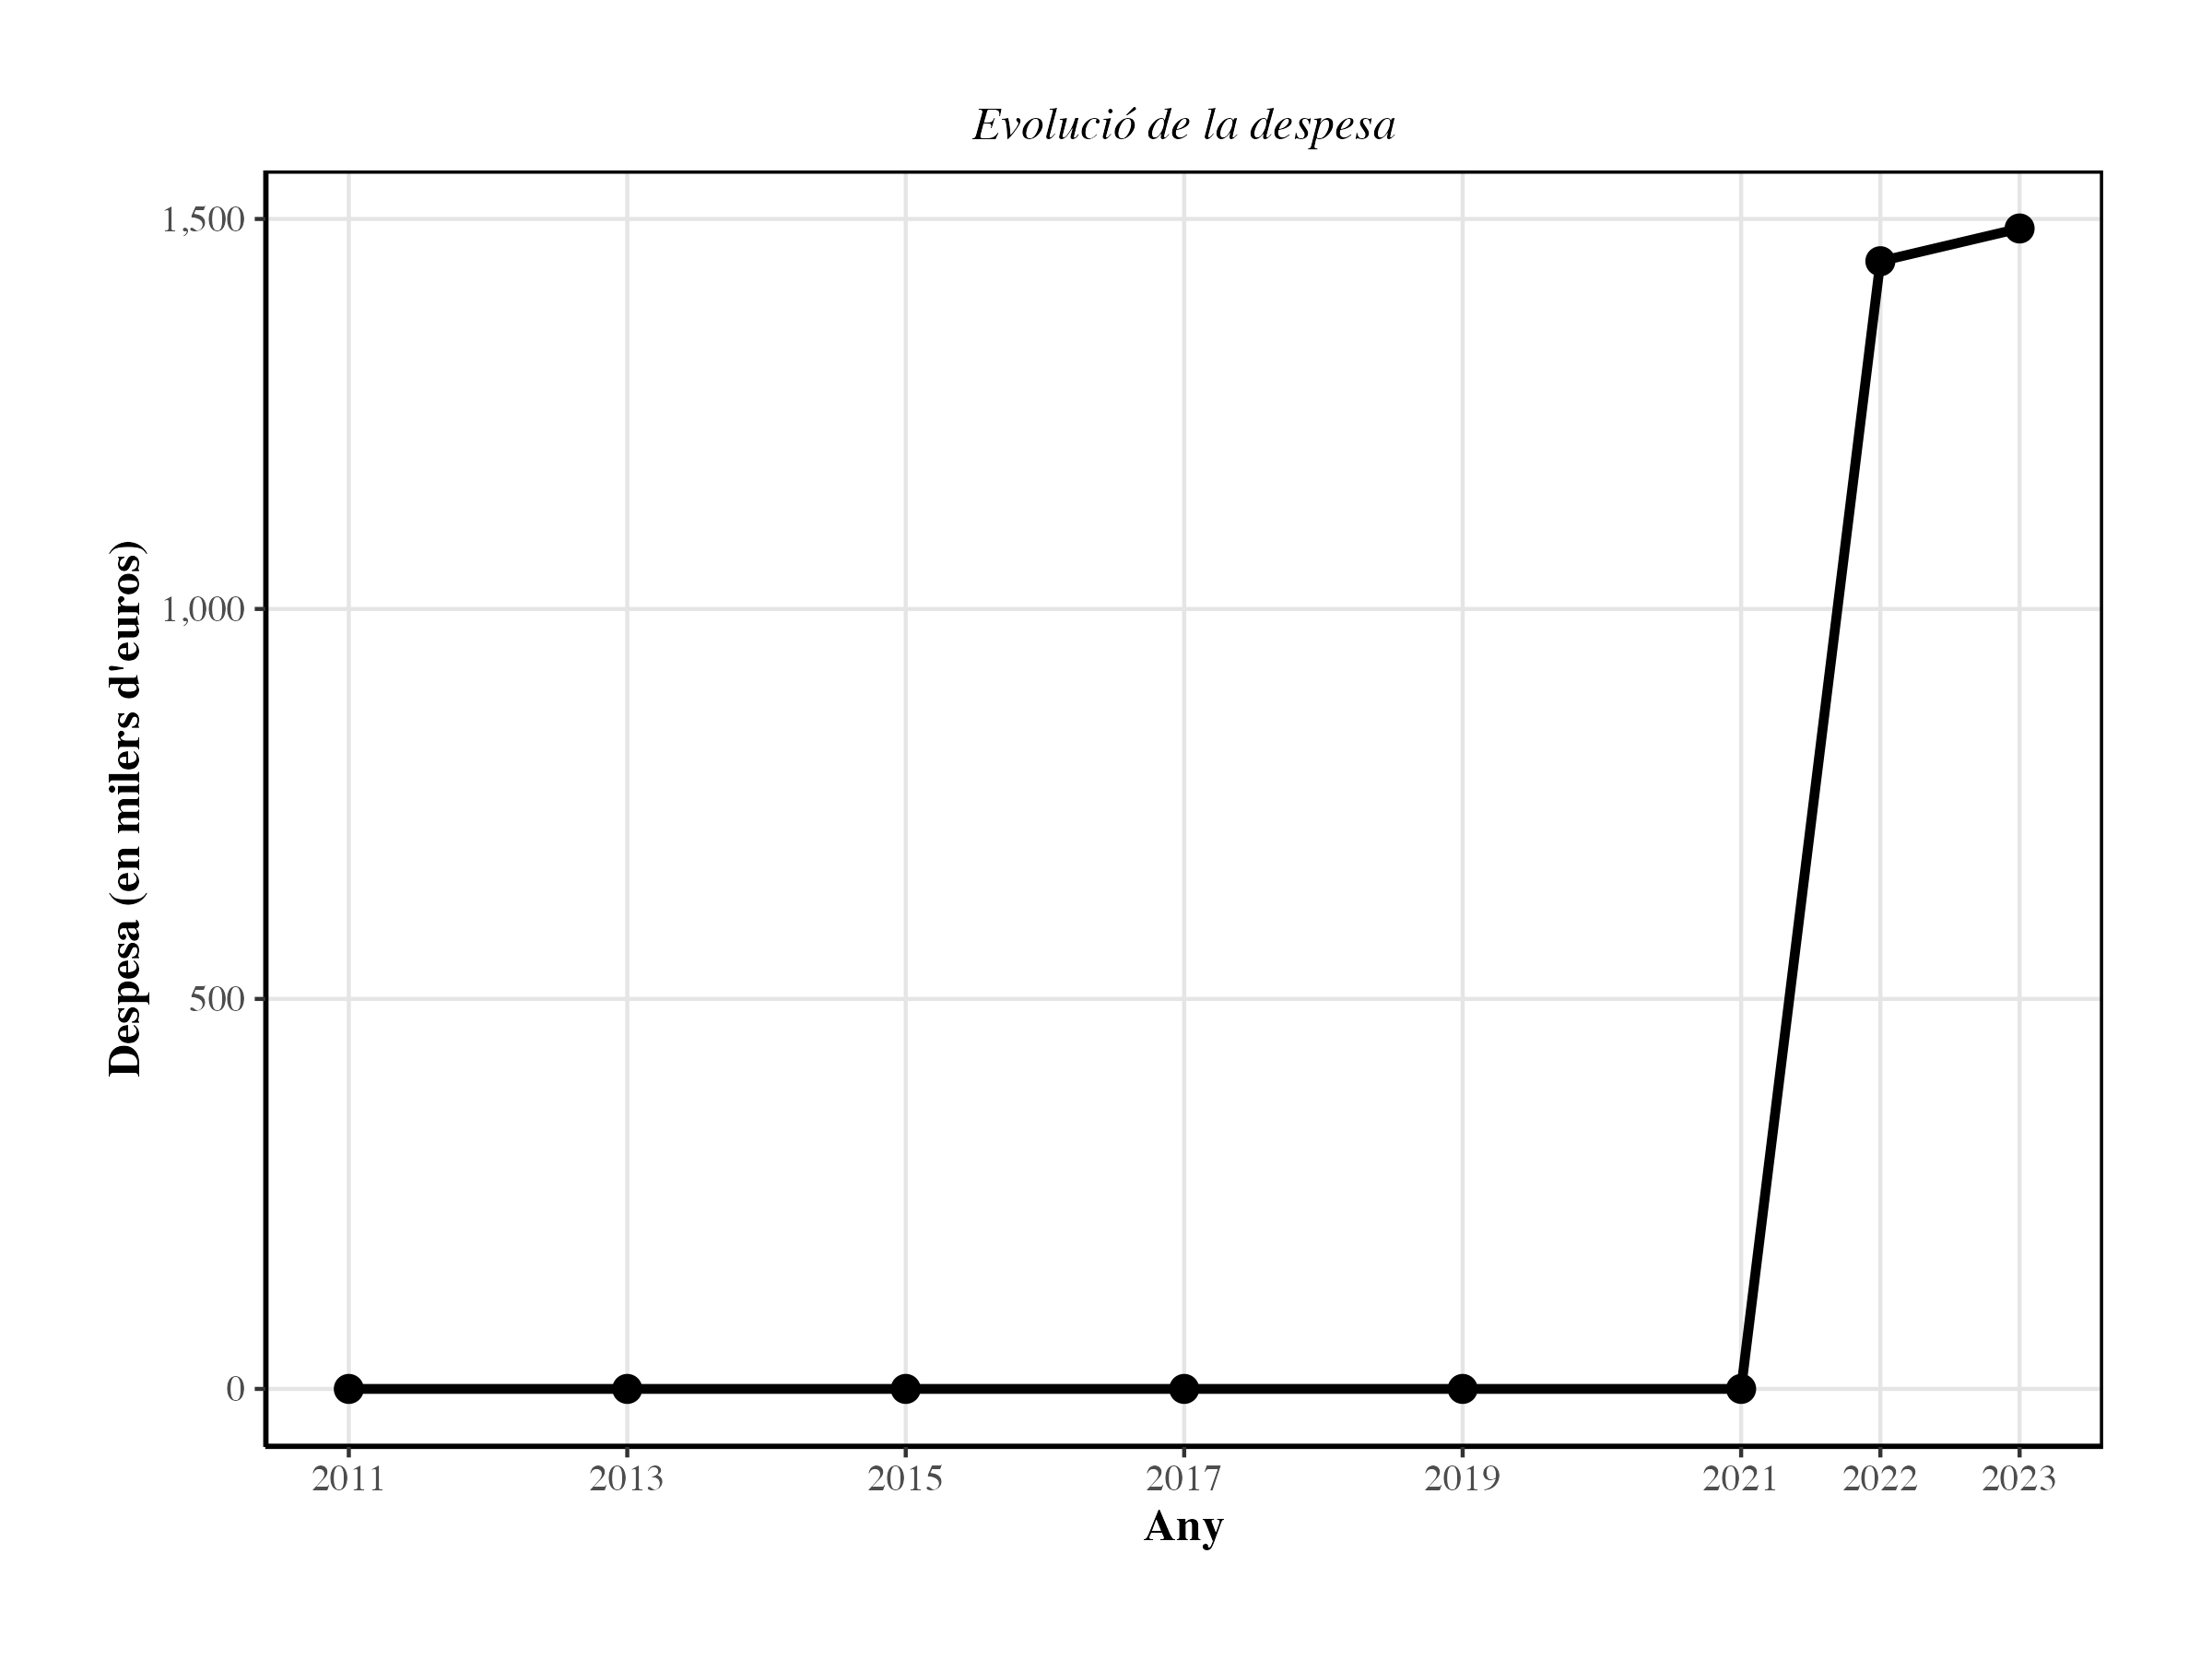 Evolució de la despesa
Despesa (en milers d'euros)
1,500
1,000
500
0
2011 2013 2015 2017 2019 2021 2022 2023
Any